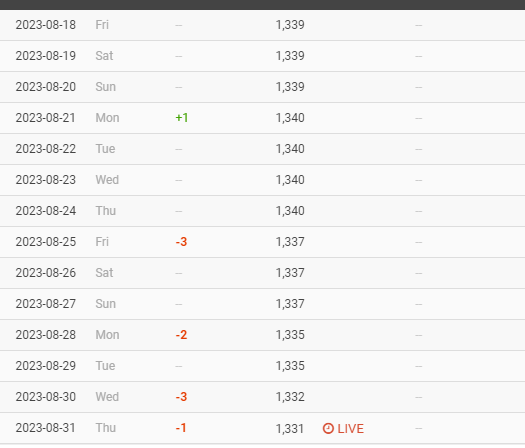 2023-08-18 Fri -- 1,339 --
2023-08-19 Sat -- 1,339 --
2023-08-20 Sun -- 1,339 --
2023-08-21 Mon +1 1,340 --
2023-08-22 Tue -- 1,340 --
2023-08-23 Wed -- 1,340 --
2023-08-24 Thu -- 1,340 --
2023-08-25 Fri -3 1,337 --
2023-08-26 Sat -- 1,337 --
2023-08-27 Sun -- 1,337 --
2023-08-28 Mon -2 1,335 --
2023-08-29 Tue -- 1,335 --
2023-08-30 Wed -3 1,332 --
2023-08-31 Thu -1 1,331 LIVE --